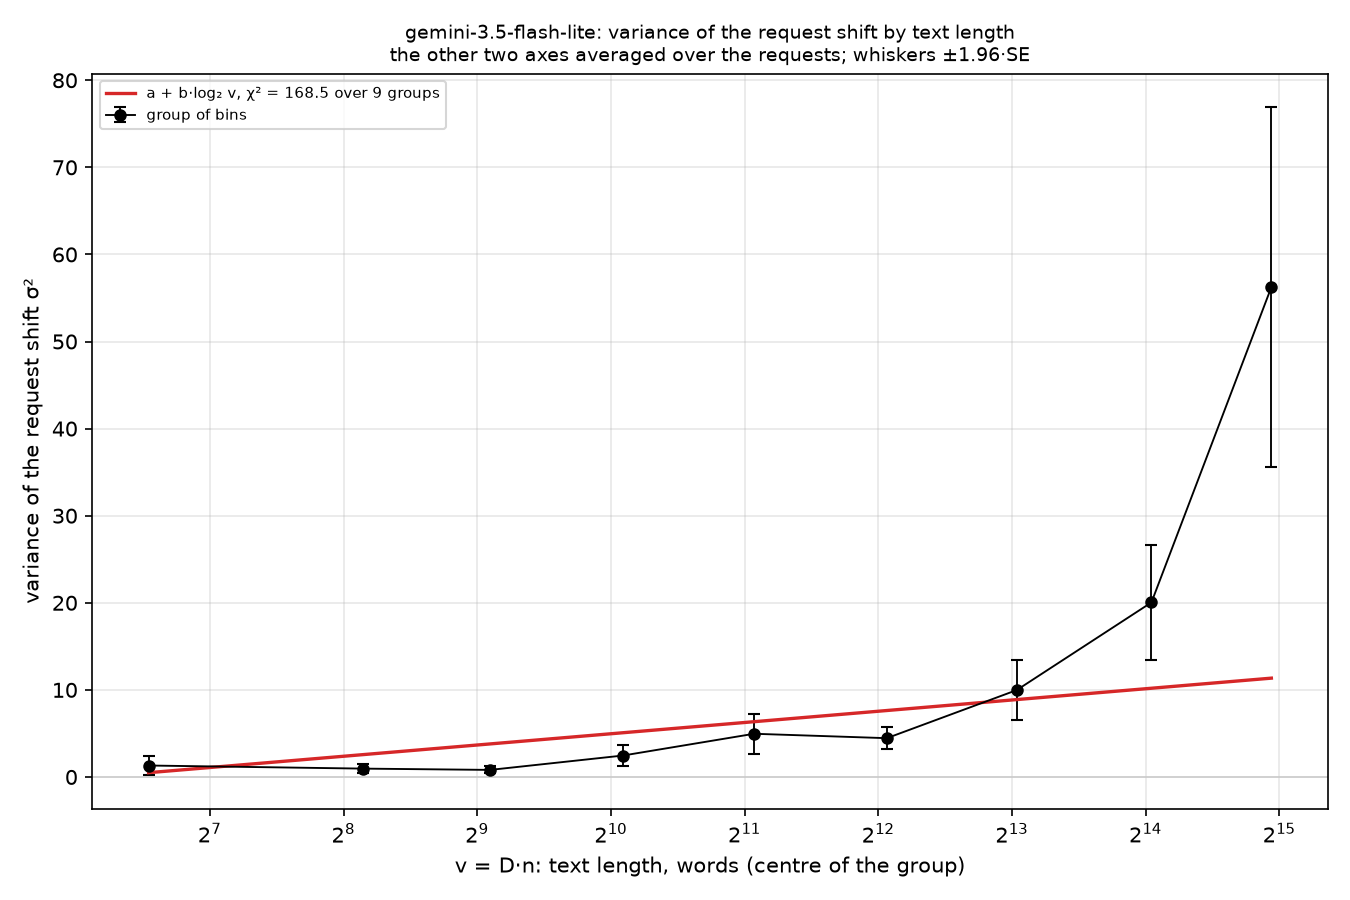 gemini-3.5-flash-lite: variance of the request shift by text length
the other two axes averaged over the requests; whiskers ±1.96·SE
a + b·log₂ v, χ² = 168.5 over 9 groups
group of bins
variance of the request shift σ²
80
70
60
50
40
30
20
10
0
2⁷ 2⁸ 2⁹ 2¹⁰ 2¹¹ 2¹² 2¹³ 2¹⁴ 2¹⁵
v = D·n: text length, words (centre of the group)